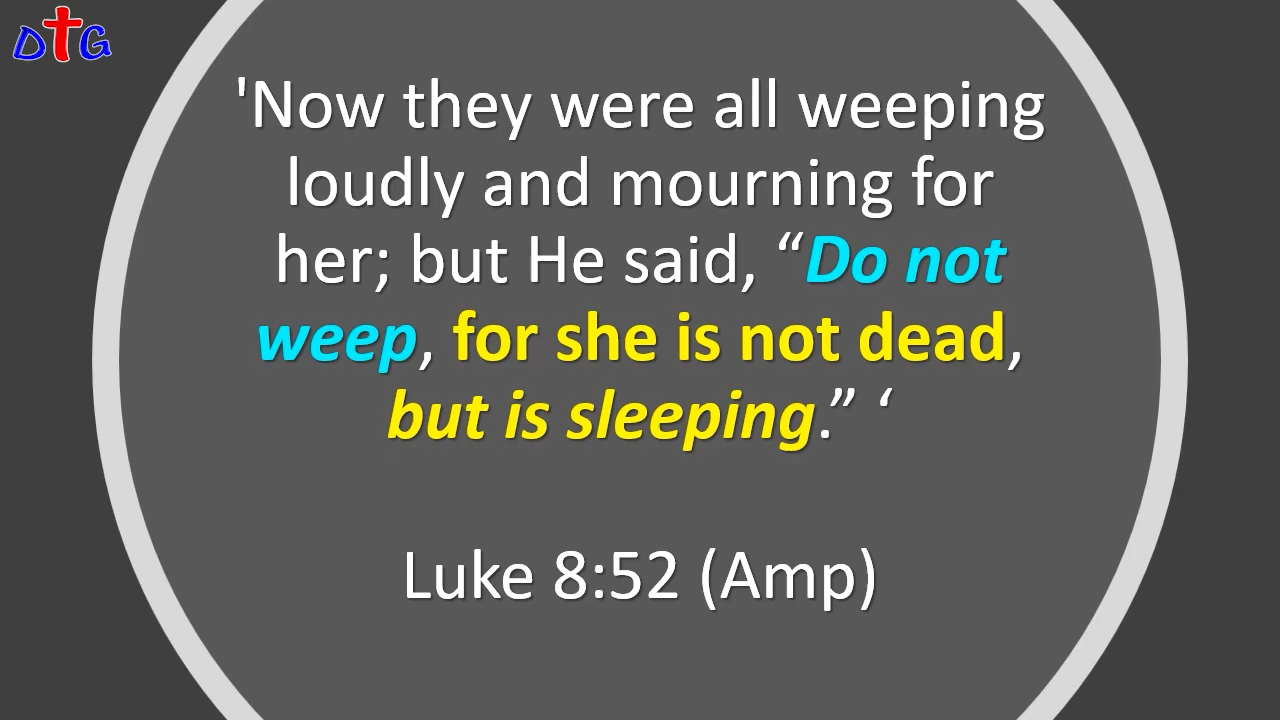 DTG
'Now they were all weeping
loudly and mourning for
her; but He said, “Do not
weep, for she is not dead,
but is sleeping.” ‘
Luke 8:52 (Amp)